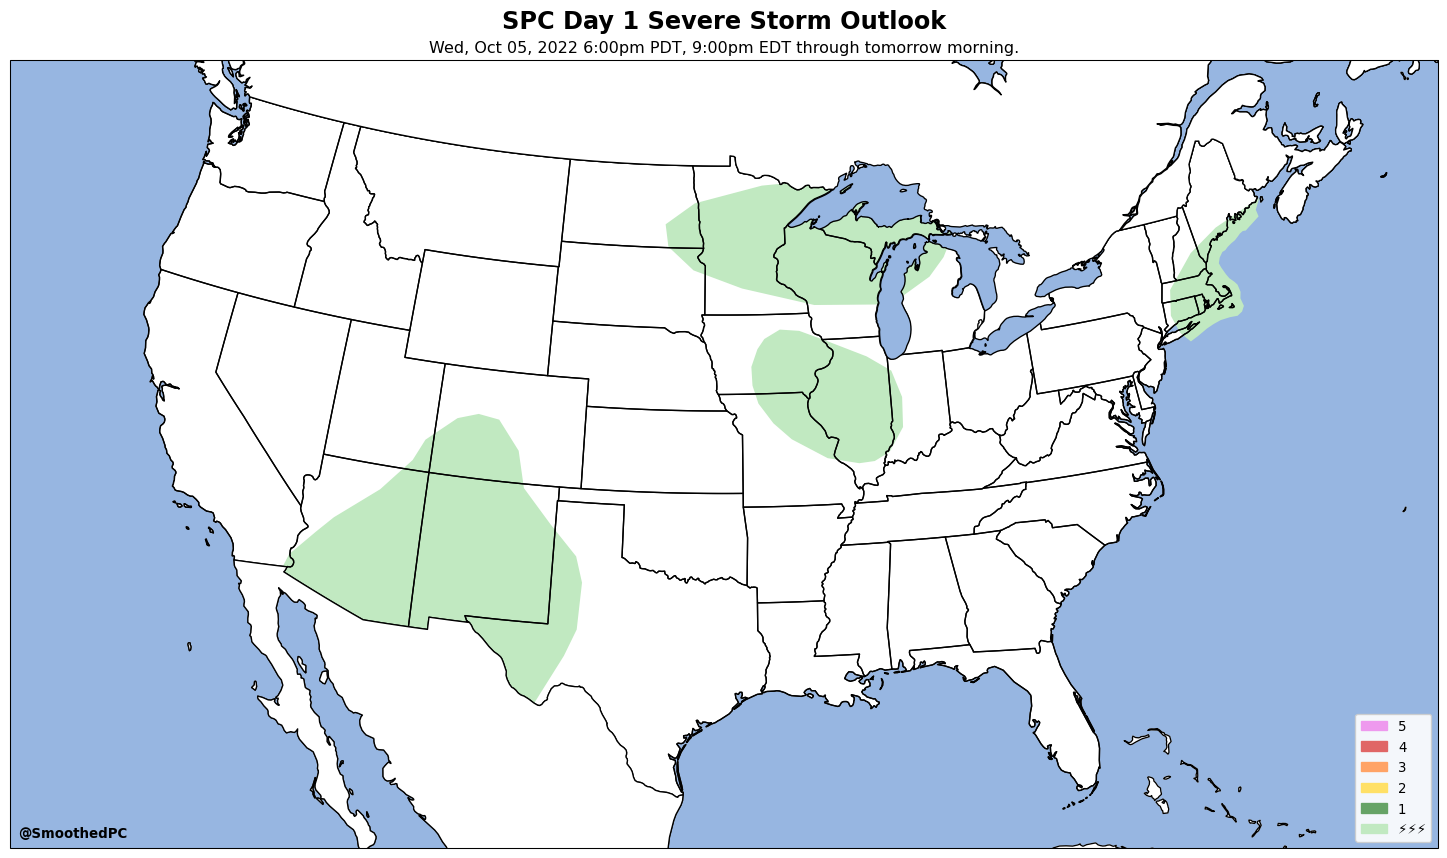 SPC Day 1 Severe Storm Outlook
Wed, Oct 05, 2022 6:00pm PDT, 9:00pm EDT through tomorrow morning.
5
4
3
2
1
⚡⚡⚡
@SmoothedPC